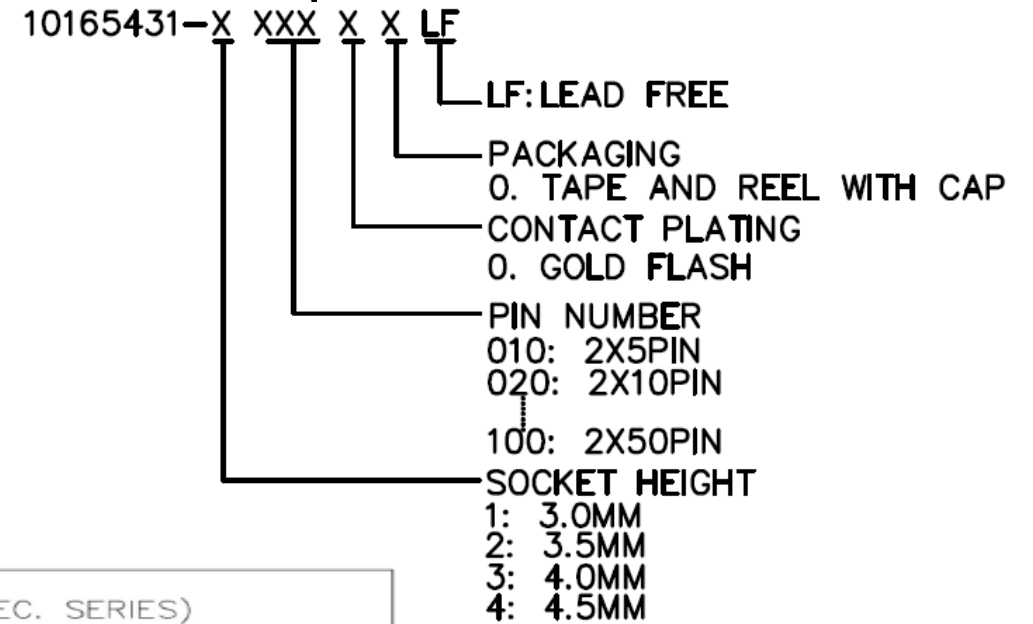 10165431-X XXX X X LF
LF: LEAD FREE
PACKAGING
0. TAPE AND REEL WITH CAP
CONTACT PLATING
0. GOLD FLASH
PIN NUMBER
010: 2X5PIN
020: 2X10PIN
100: 2X50PIN
SOCKET HEIGHT
1: 3.0MM
2: 3.5MM
3: 4.0MM
4: 4.5MM
EC. SERIES)